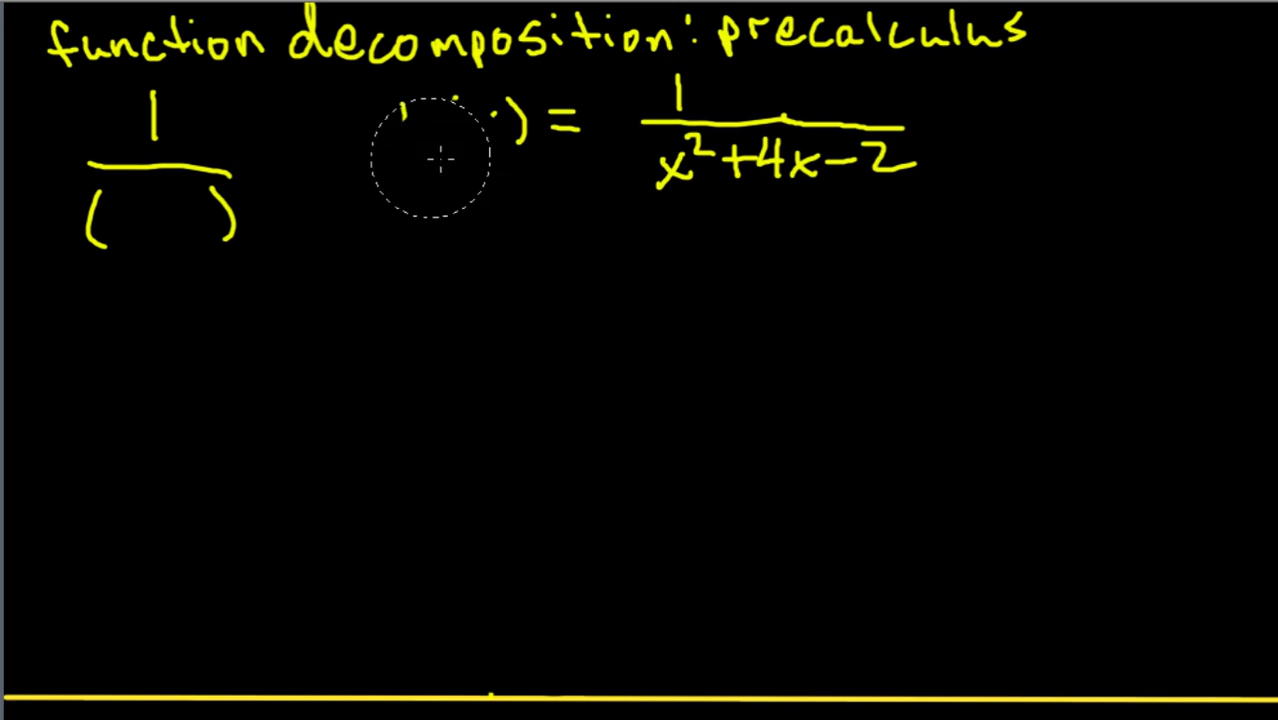 function decomposition: precalculus
1 / ( )
) = 1 / x²+4x-2